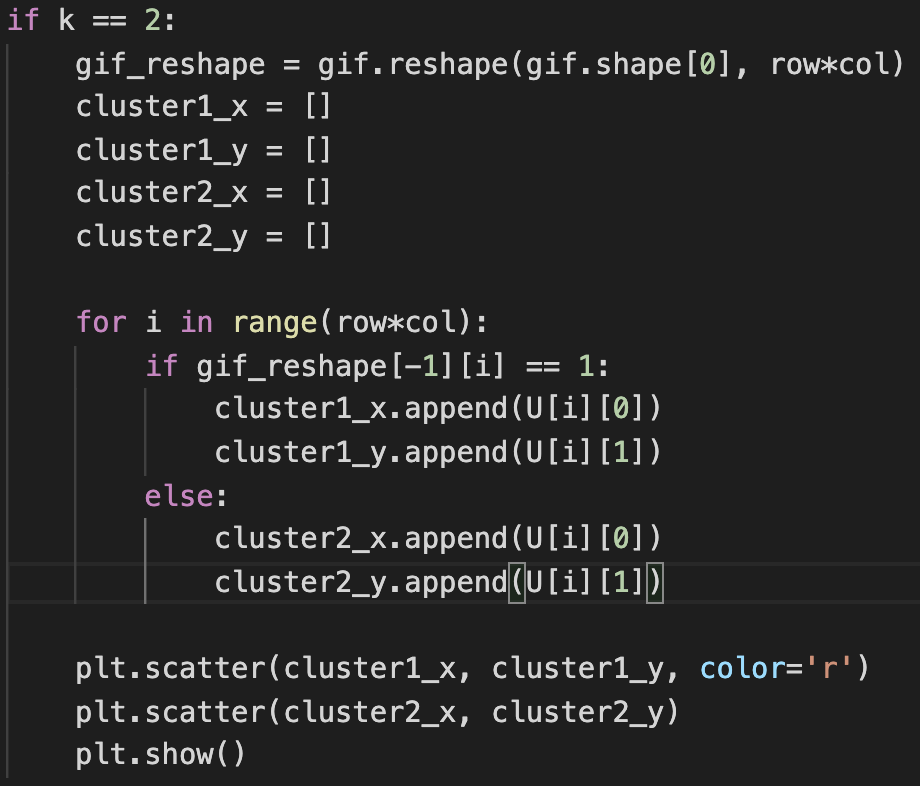 if k == 2:
    gif_reshape = gif.reshape(gif.shape[0], row*col)
    cluster1_x = []
    cluster1_y = []
    cluster2_x = []
    cluster2_y = []

    for i in range(row*col):
        if gif_reshape[-1][i] == 1:
            cluster1_x.append(U[i][0])
            cluster1_y.append(U[i][1])
        else:
            cluster2_x.append(U[i][0])
            cluster2_y.append(U[i][1])

    plt.scatter(cluster1_x, cluster1_y, color='r')
    plt.scatter(cluster2_x, cluster2_y)
    plt.show()